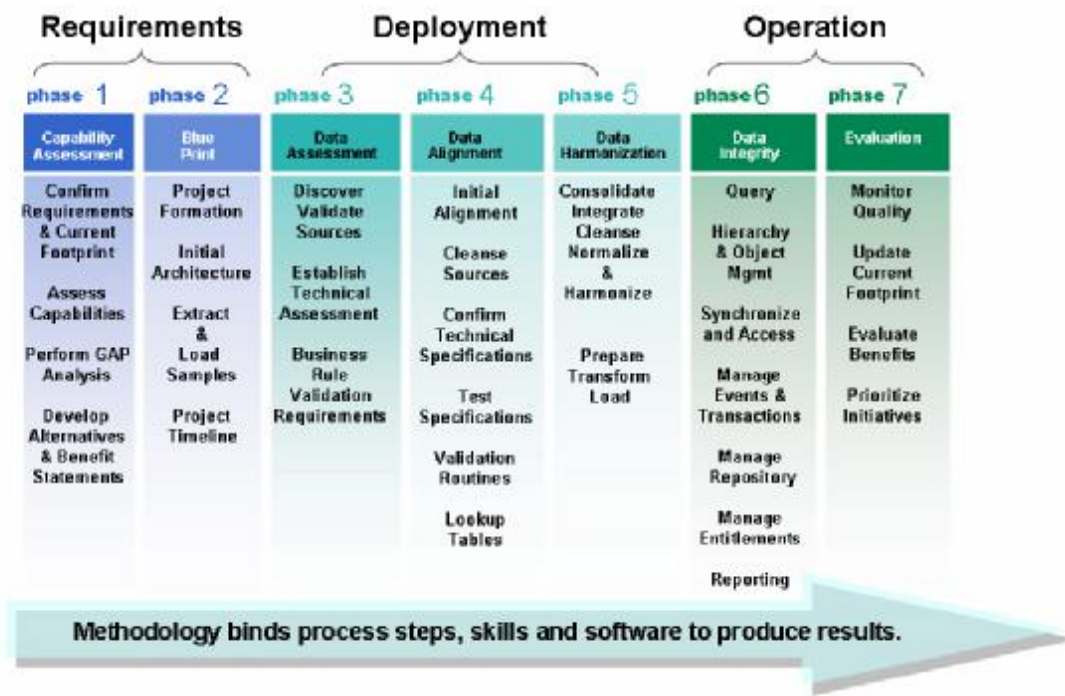 Requirements
Deployment
Operation
phase 1
phase 2
phase 3
phase 4
phase 5
phase 6
phase 7
Capability
Assessment
Blue
Print
Data
Assessment
Data
Alignment
Data
Harmonization
Data
Integrity
Evaluation
Confirm
Requirements
& Current
Footprint
Assess
Capabilities
Perform GAP
Analysis
Develop
Alternatives
& Benefit
Statements
Project
Formation
Initial
Architecture
Extract
&
Load
Samples
Project
Timeline
Discover
Validate
Sources
Establish
Technical
Assessment
Business
Rule
Validation
Requirements
Initial
Alignment
Cleanse
Sources
Confirm
Technical
Specifications
Test
Specifications
Validation
Routines
Lookup
Tables
Consolidate
Integrate
Cleanse
Normalize
&
Harmonize
Prepare
Transform
Load
Query
Hierarchy
& Object
Mgmt
Synchronize
and Access
Manage
Events &
Transactions
Manage
Repository
Manage
Entitlements
Reporting
Monitor
Quality
Update
Current
Footprint
Evaluate
Benefits
Prioritize
Initiatives
Methodology binds process steps, skills and software to produce results.